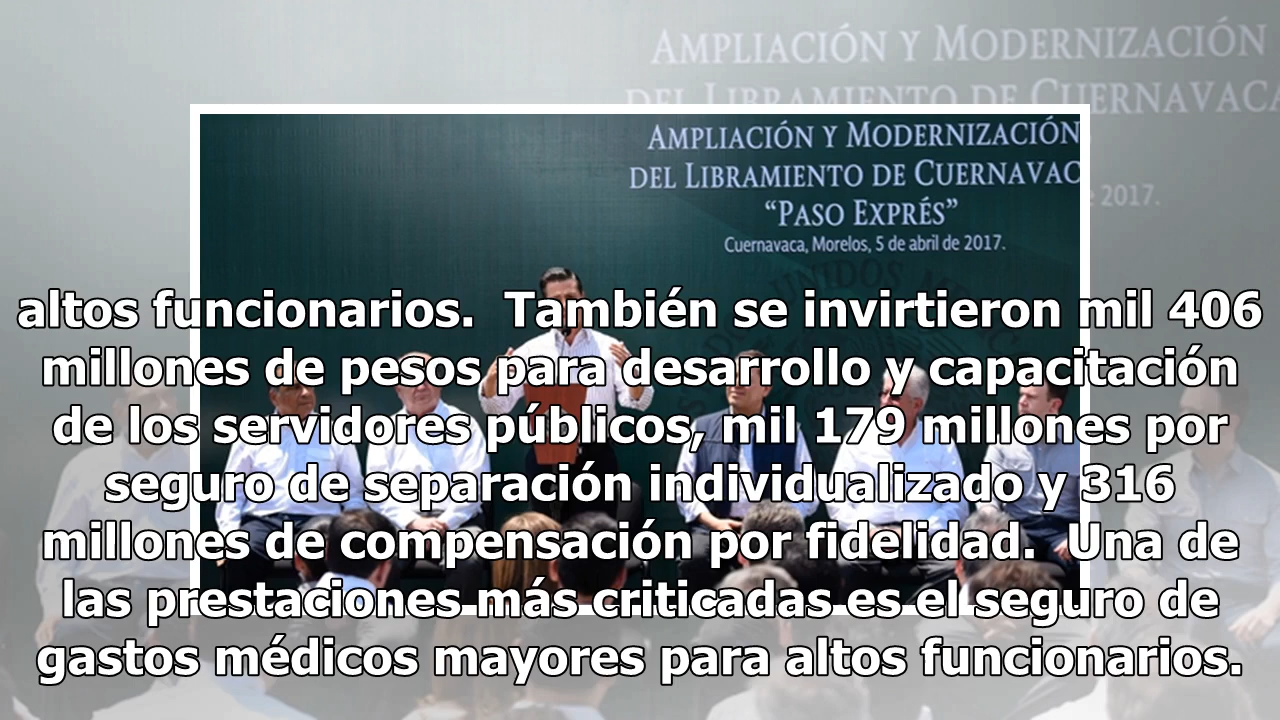 AMPLIACIÓN Y MODERNIZACIÓN
DEL LIBRAMIENTO DE CUERNAVACA
2017.
AMPLIACIÓN Y MODERNIZACIÓN
DEL LIBRAMIENTO DE CUERNAVAC
“PASO EXPRÉS”
Cuernavaca, Morelos, 5 de abril de 2017.
UNIDOS
altos funcionarios. También se invirtieron mil 406
millones de pesos para desarrollo y capacitación
de los servidores públicos, mil 179 millones por
seguro de separación individualizado y 316
millones de compensación por fidelidad. Una de
las prestaciones más criticadas es el seguro de
gastos médicos mayores para altos funcionarios.